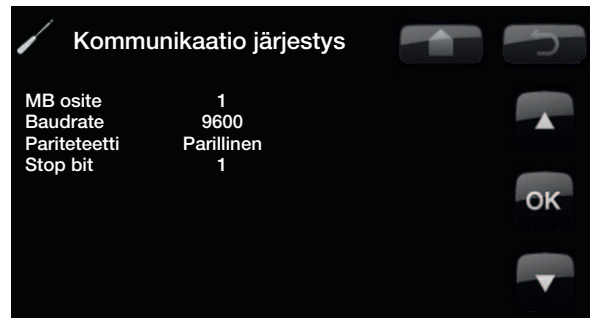 Kommunikaatio järjestys
MB osite 1
Baudrate 9600
Pariteteetti Parillinen
Stop bit 1
OK